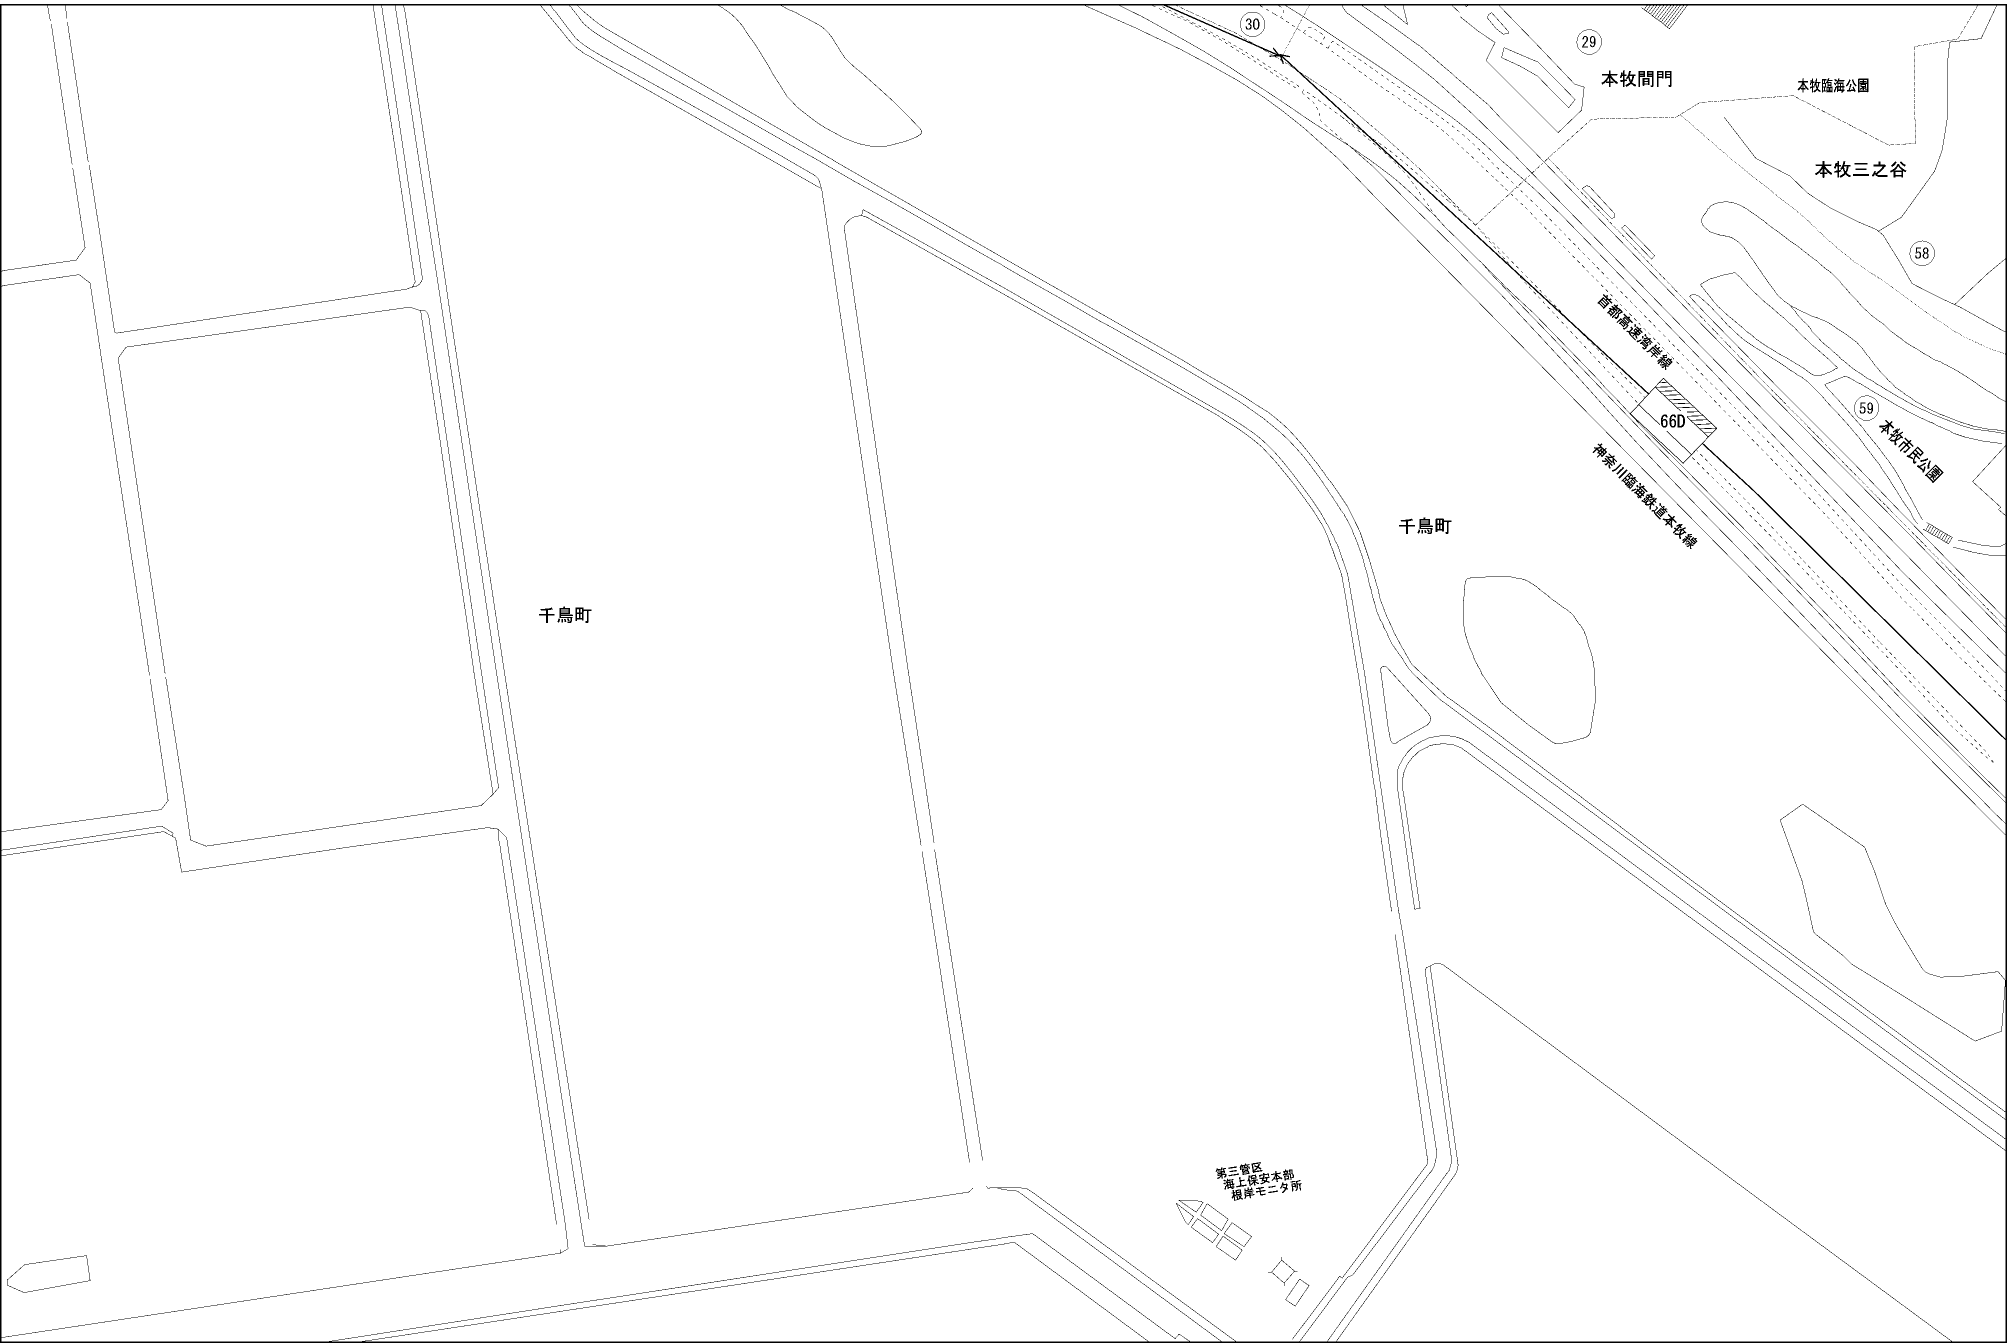 30
29
本牧間門
本牧臨海公園
本牧三之谷
58
首都高速湾岸線
66D
59
本牧市民公園
神奈川臨海鉄道本牧線
千鳥町
千鳥町
第三管区
海上保安本部
根岸モニタ所